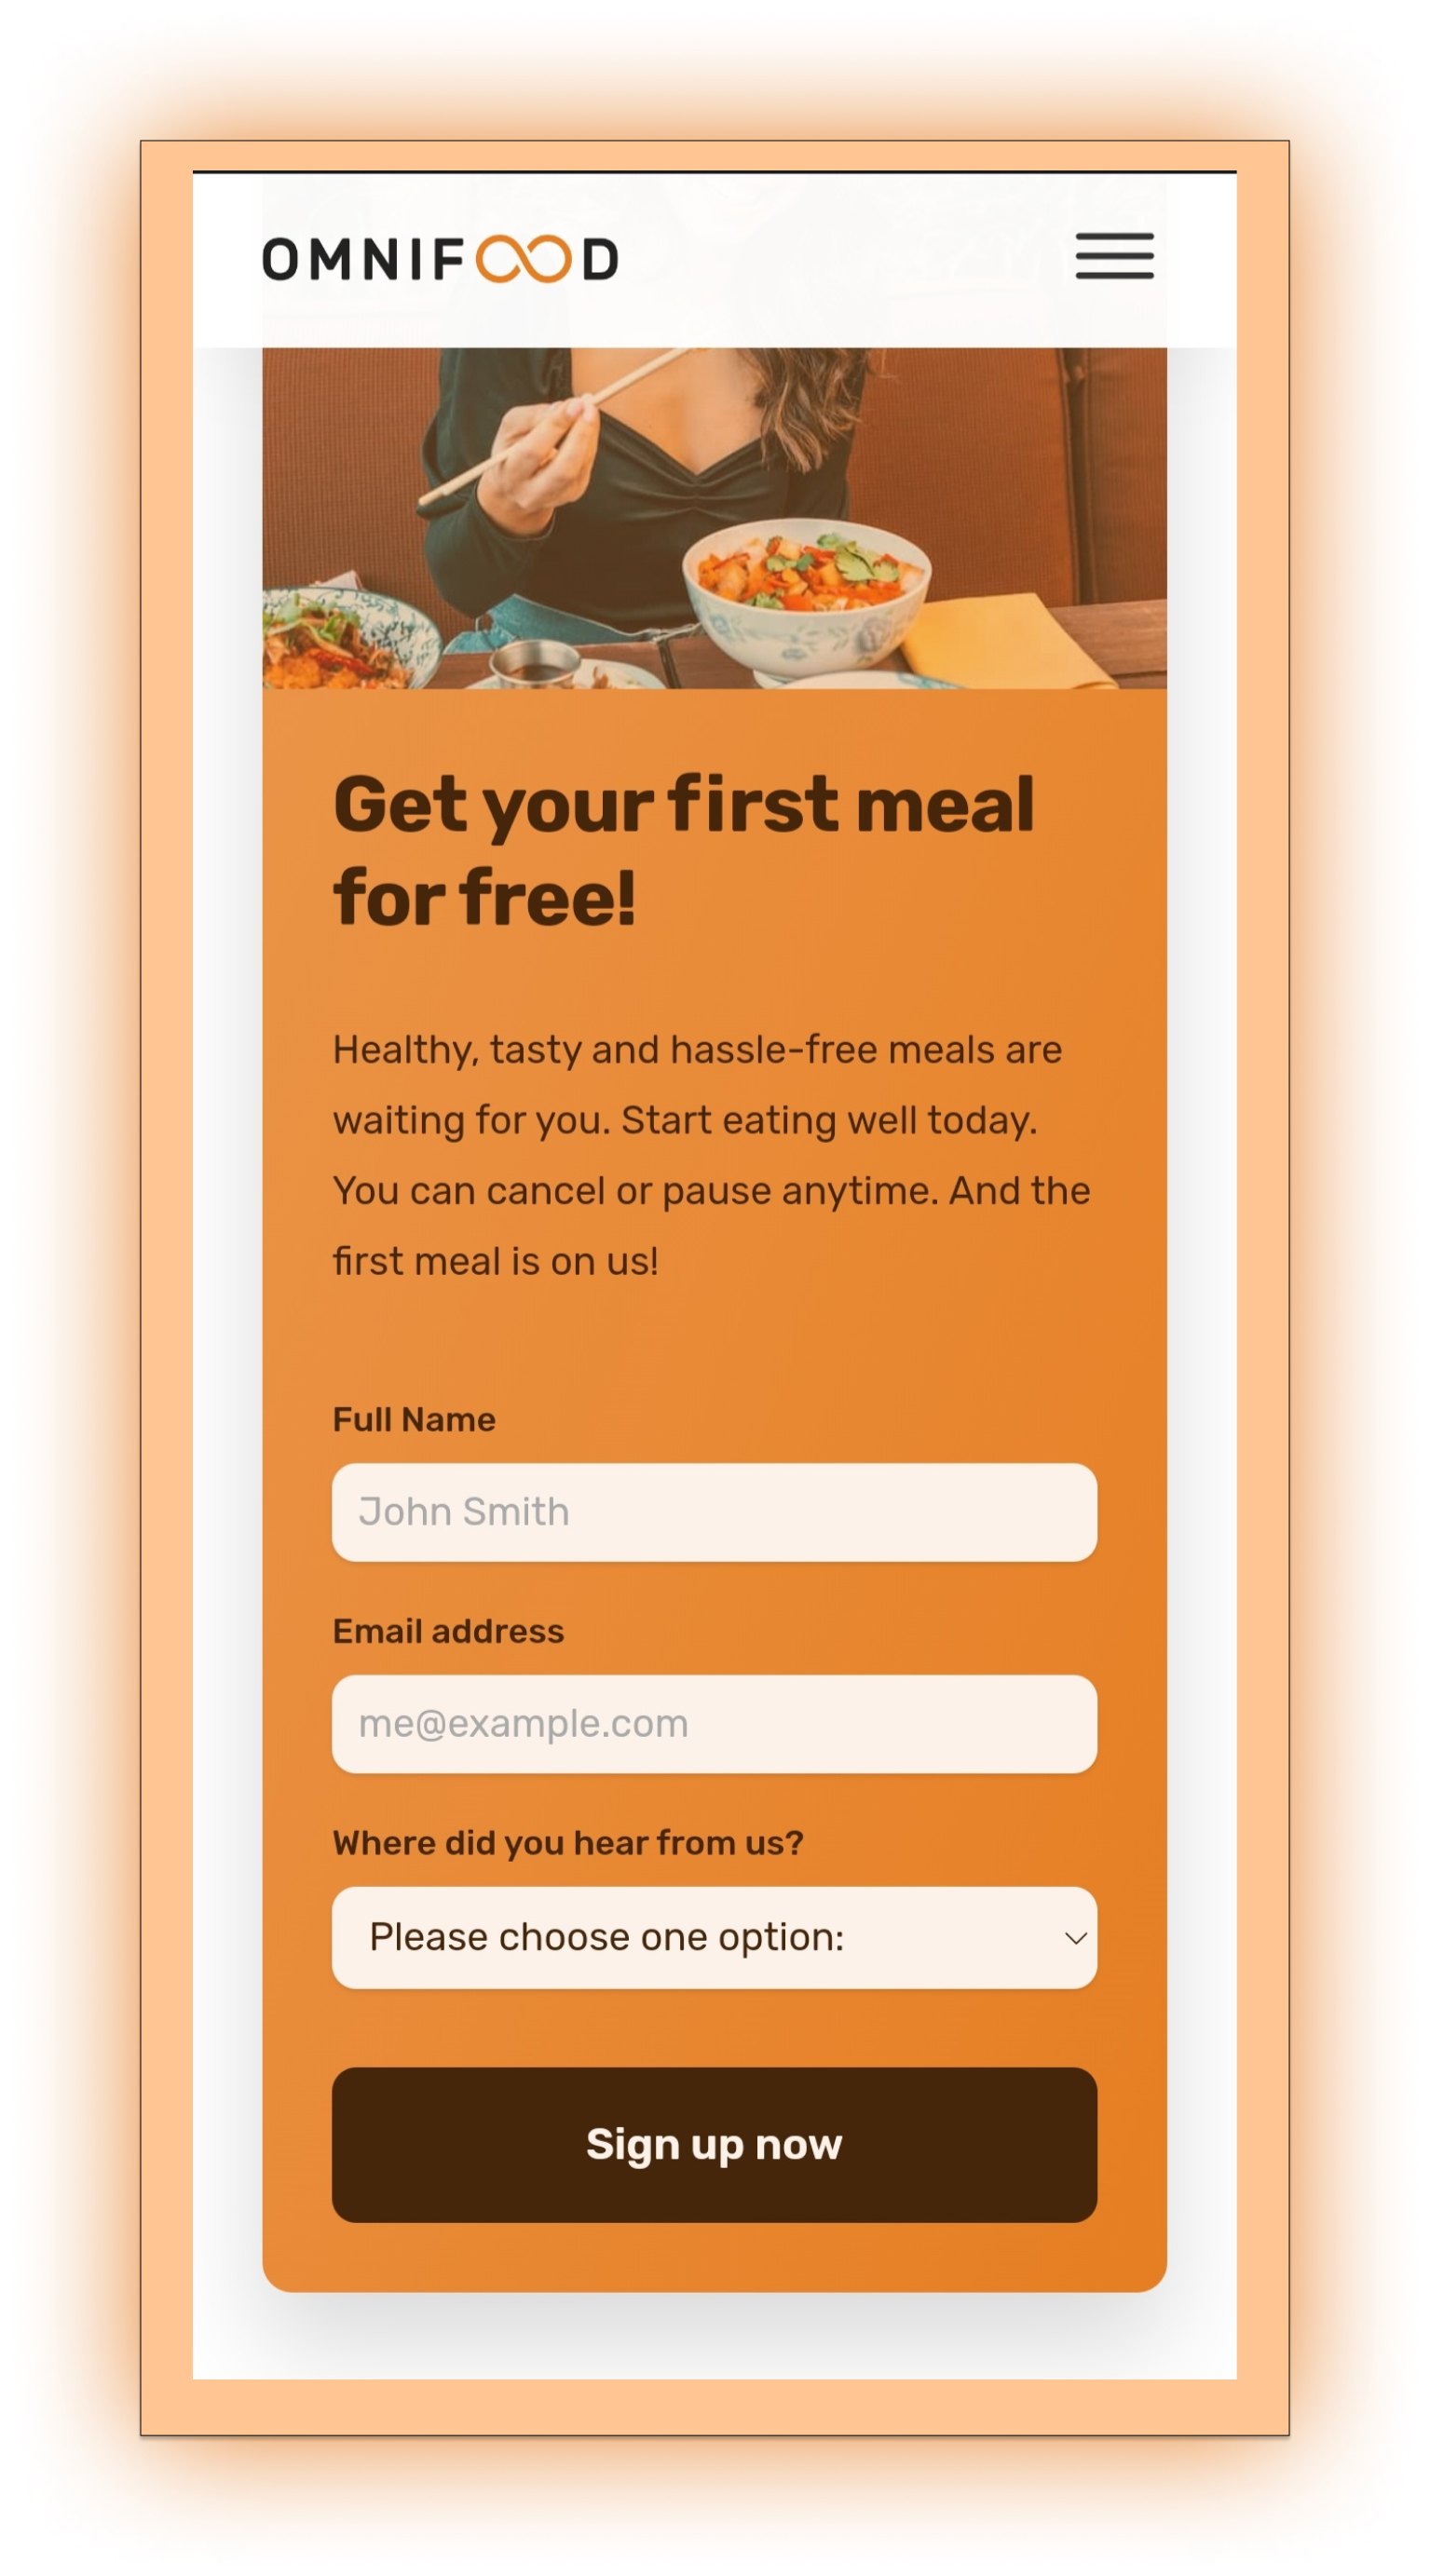 OMNIFOOD
Get your first meal
for free!
Healthy, tasty and hassle-free meals are
waiting for you. Start eating well today.
You can cancel or pause anytime. And the
first meal is on us!
Full Name
John Smith
Email address
me@example.com
Where did you hear from us?
Please choose one option:
Sign up now